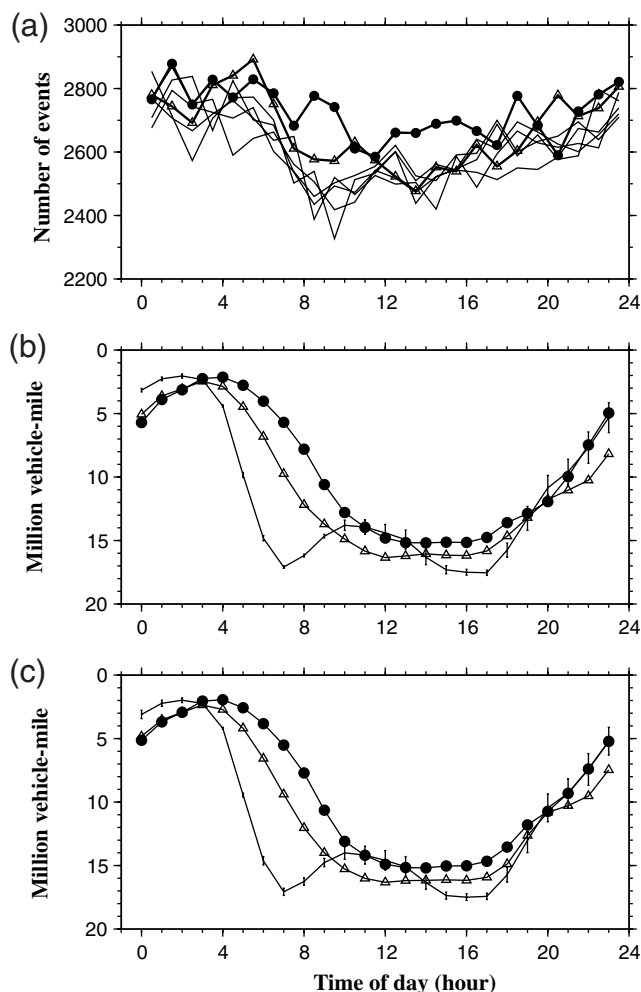 (a)
3000
2800
2600
2400
2200
Number of events
0 4 8 12 16 20 24
(b)
0
5
10
15
20
Million vehicle-mile
0 4 8 12 16 20 24
(c)
0
5
10
15
20
Million vehicle-mile
0 4 8 12 16 20 24
Time of day (hour)